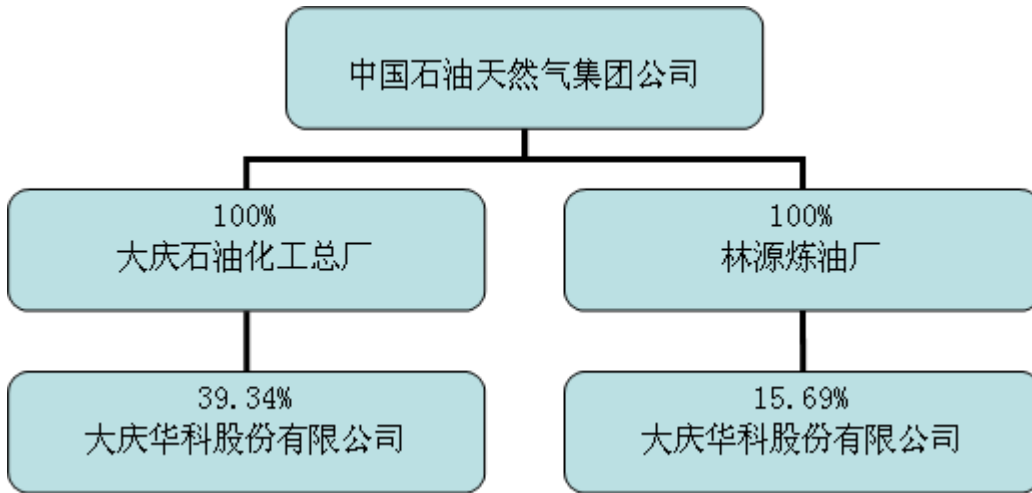 中国石油天然气集团公司
100%
大庆石油化工总厂
100%
林源炼油厂
39.34%
大庆华科股份有限公司
15.69%
大庆华科股份有限公司